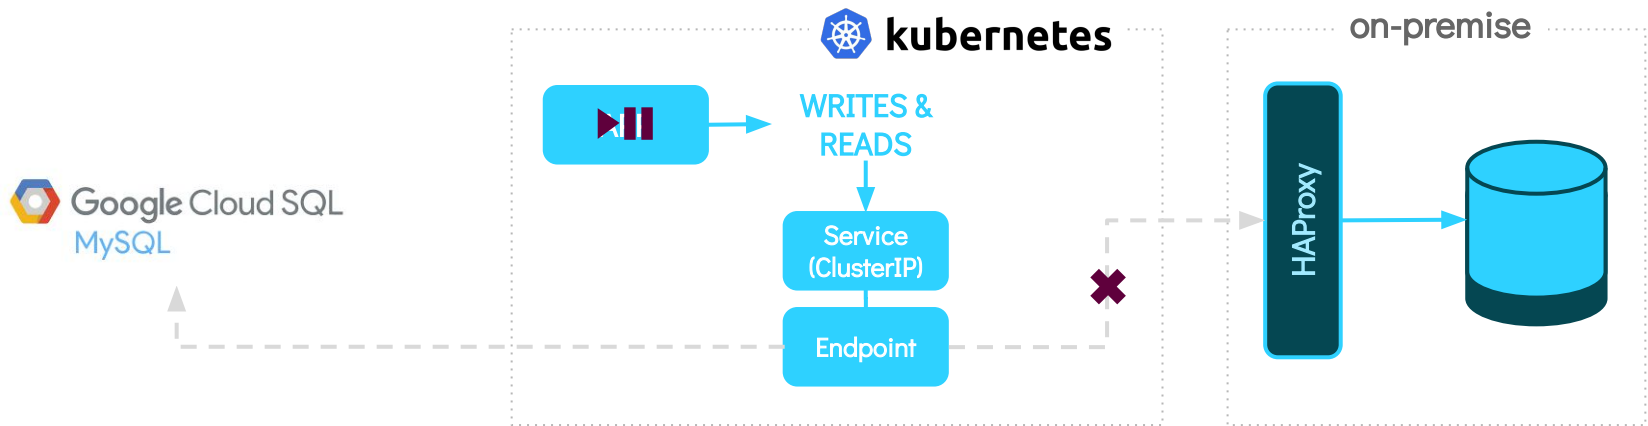 kubernetes
on-premise
WRITES &
READS
Google Cloud SQL
MySQL
Service
(ClusterIP)
Endpoint
HAProxy